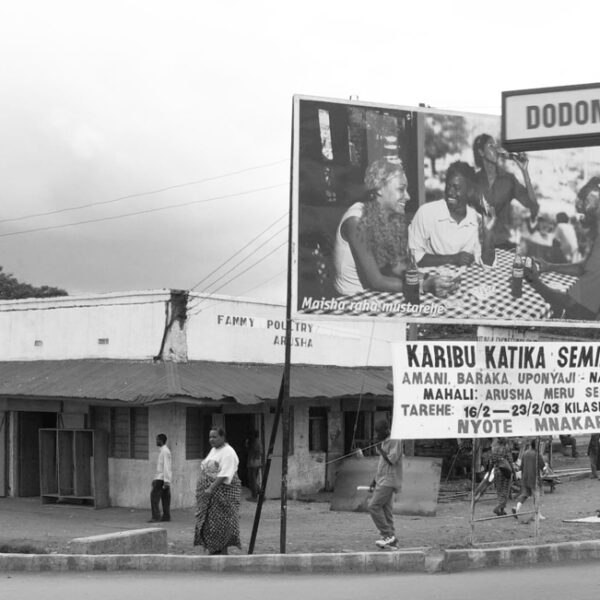 DODOM
Maisha raha mustarehe
FAMMY POULTRY
ARUSHA
KARIBU KATIKA SEMI
AMANI, BARAKA, UPONYAJI - NA
MAHALI: ARUSHA MERU SE
TAREHE: 16/2-23/2/03 KILAS
NYOTE MNAKAR